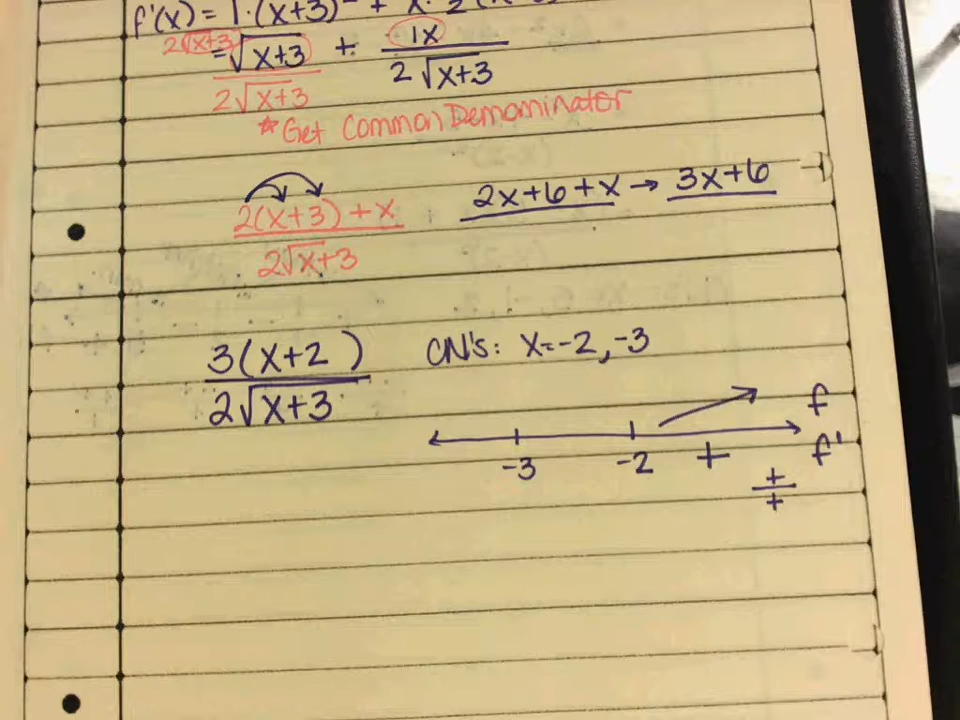 f'(x) = 1·(x+3) + x·
2√x+3 =√x+3 + 1x
2√x+3 2√x+3
* Get Common Demominator
2(x+3) + x 2x+6+x → 3x+6
2√x+3
3(x+2) CN's: x=-2,-3
2√x+3
f
-3 -2 + f'
+
+